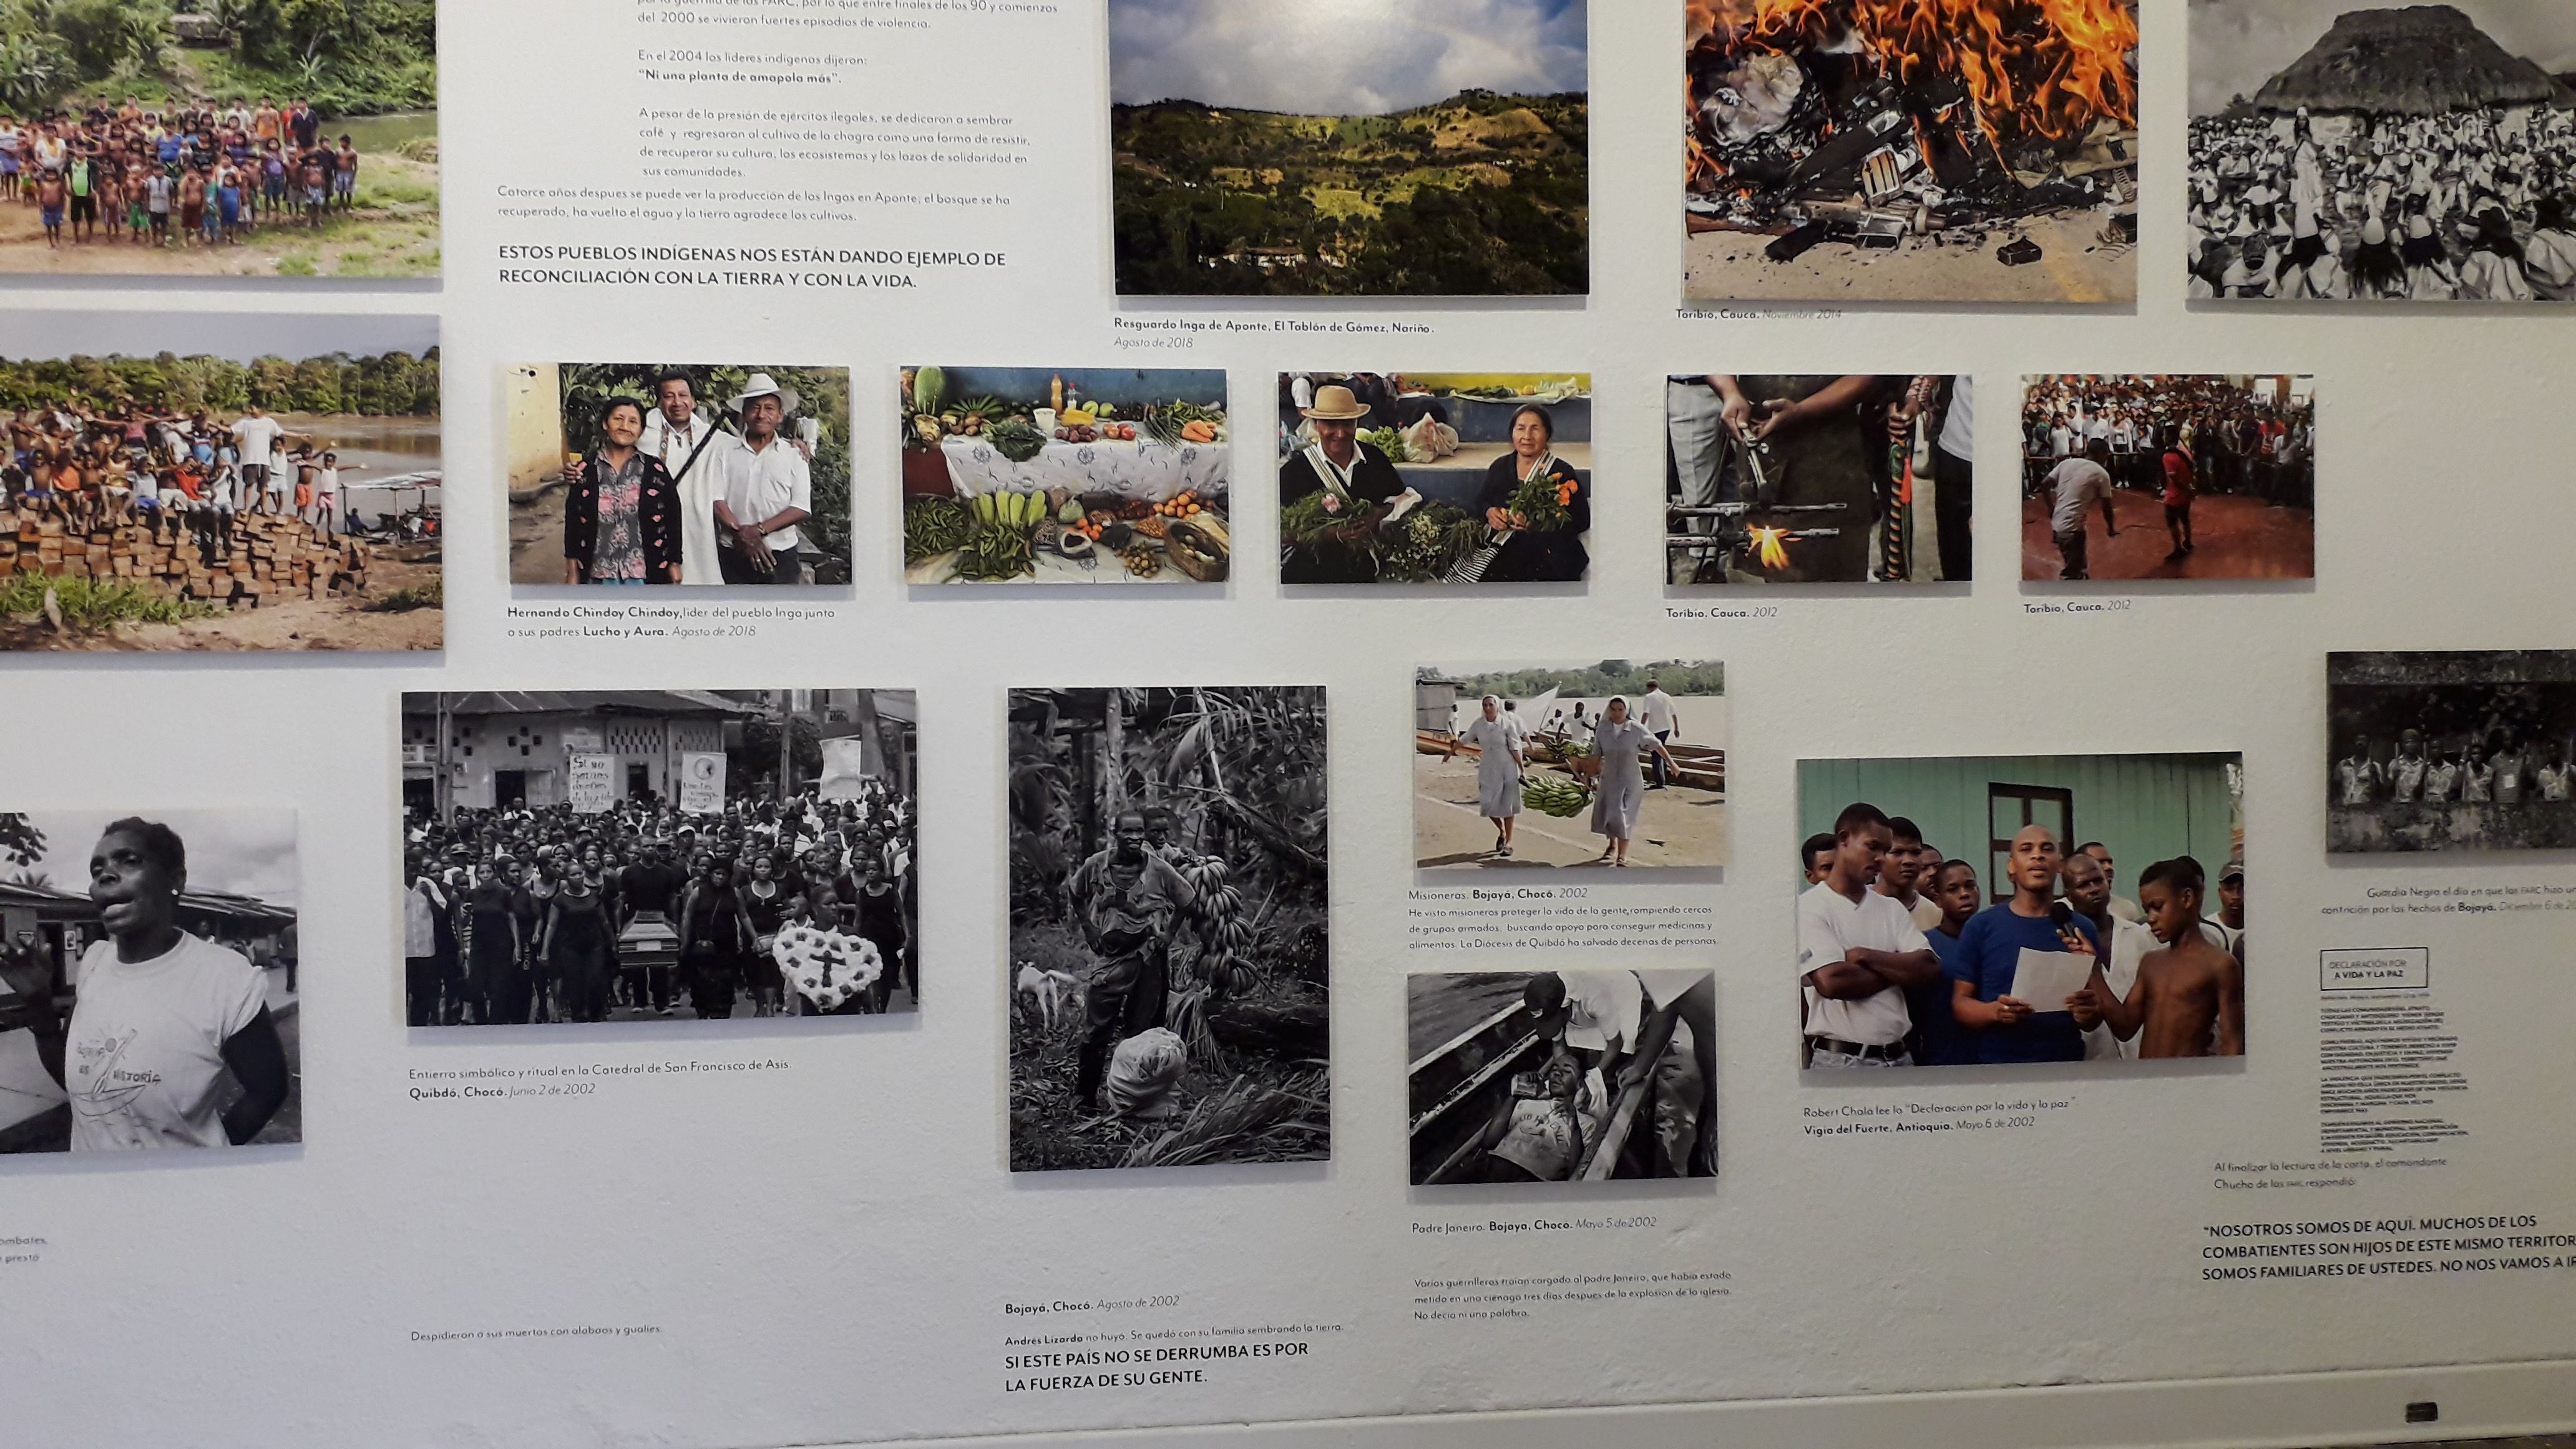 por la guerrilla de las FARC, por lo que entre finales de los 90 y comienzos
del 2000 se vivieron fuertes episodios de violencia.
En el 2004 los líderes indígenas dijeron:
"Ni una planta de amapola más".
A pesar de la presión de ejércitos ilegales, se dedicaron a sembrar
café y regresaron al cultivo de la chagra como una forma de resistir,
de recuperar su cultura, los ecosistemas y los lazos de solidaridad en
sus comunidades.
Catorce años despues se puede ver la producción de los Ingas en Aponte; el bosque se ha
recuperado, ha vuelto el agua y la tierra agradece los cultivos.
ESTOS PUEBLOS INDÍGENAS NOS ESTÁN DANDO EJEMPLO DE
RECONCILIACIÓN CON LA TIERRA Y CON LA VIDA.
Resguardo Inga de Aponte, El Tablón de Gómez, Nariño.
Agosto de 2018
Toribío, Cauca. Noviembre 2014
Hernando Chindoy Chindoy, líder del pueblo Inga junto
a sus padres Lucho y Aura. Agosto de 2018
Toribío, Cauca. 2012
Toribío, Cauca. 2012
HISTORIA
ombates,
presto
Si no
Entierro simbólico y ritual en la Catedral de San Francisco de Asís.
Quibdó, Chocó. Junio 2 de 2002
Despidieron a sus muertos con alabaos y gualíes.
Bojayá, Chocó. Agosto de 2002
Andrés Lizarda no huyó. Se quedó con su familia sembrando la tierra.
SI ESTE PAÍS NO SE DERRUMBA ES POR
LA FUERZA DE SU GENTE.
Misioneras. Bojayá, Chocó. 2002
He visto misioneros proteger la vida de la gente, rompiendo cercos
de grupos armados, buscando apoyo para conseguir medicinas y
alimentos. La Diócesis de Quibdó ha salvado decenas de personas.
Padre Janeiro. Bojaya, Chocó. Mayo 5 de 2002
Varios guerrilleros traían cargado al padre Janeiro, que había estado
metido en una ciénaga tres días despues de la explosión de la iglesia.
No decía ni una palabra.
Robert Chalá lee la "Declaración por la vida y la paz"
Vigía del Fuerte, Antioquia. Mayo 6 de 2002
Guardia Negra el día en que las FARC hizo un
contrición por los hechos de Bojayá. Diciembre 6 de 20
DECLARACIÓN POR
A VIDA Y LA PAZ
Al finalizar la lectura de la carta, el comandante
Chucho de las FARC, respondió:
"NOSOTROS SOMOS DE AQUÍ. MUCHOS DE LOS
COMBATIENTES SON HIJOS DE ESTE MISMO TERRITOR
SOMOS FAMILIARES DE USTEDES. NO NOS VAMOS A IR